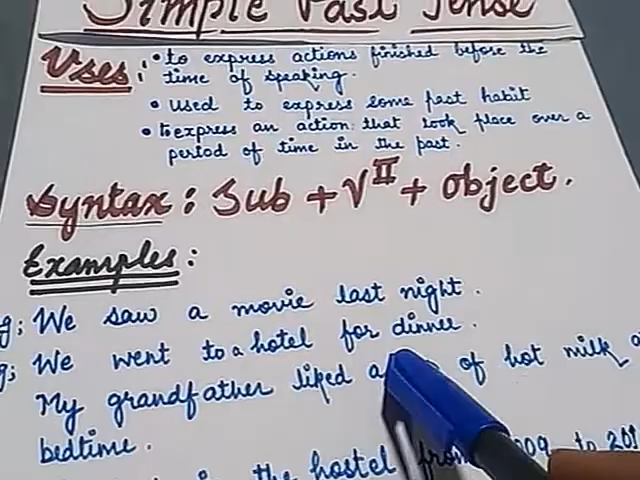 Simple Past Tense
Uses: • to express actions finished before the
time of speaking.
• used to express some past habit
• to express an action that took place over a
period of time in the past.
Syntax: Sub + V II + Object.
Examples:
g; We saw a movie last night.
g; We went to a hotel for dinner.
My grandfather liked a of hot milk a
bedtime.
in the hostel from 2009 to 201